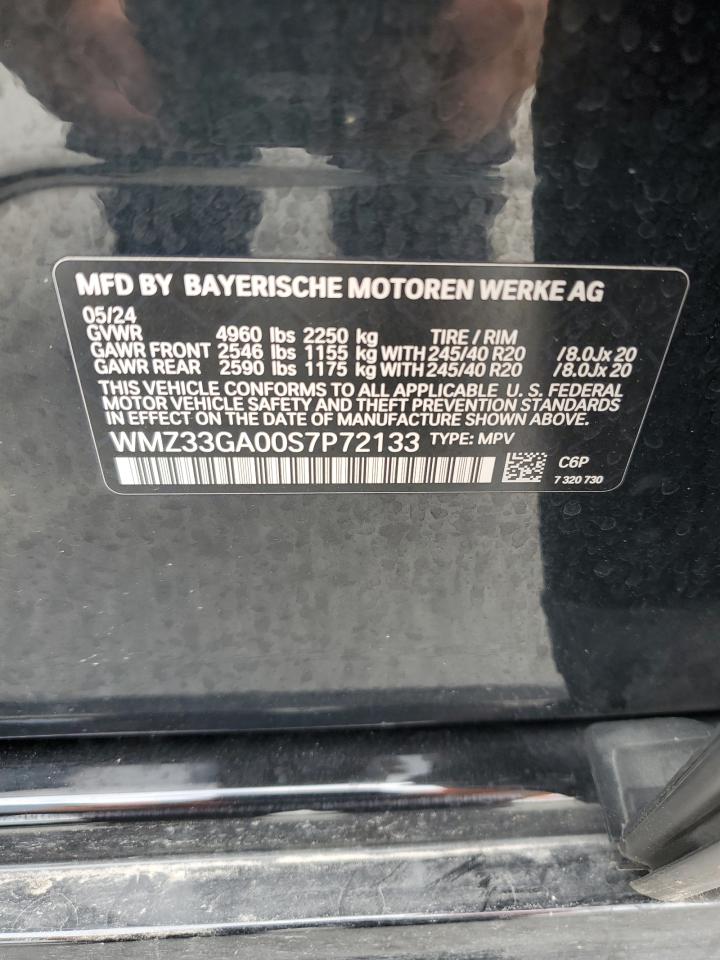 MFD BY BAYERISCHE MOTOREN WERKE AG
05/24
GVWR 4960 lbs 2250 kg TIRE / RIM
GAWR FRONT 2546 lbs 1155 kg WITH 245/40 R20 /8.0Jx 20
GAWR REAR 2590 lbs 1175 kg WITH 245/40 R20 /8.0Jx 20
THIS VEHICLE CONFORMS TO ALL APPLICABLE U. S. FEDERAL
MOTOR VEHICLE SAFETY AND THEFT PREVENTION STANDARDS
IN EFFECT ON THE DATE OF MANUFACTURE SHOWN ABOVE.
WMZ33GA00S7P72133 TYPE: MPV
C6P
7 320 730